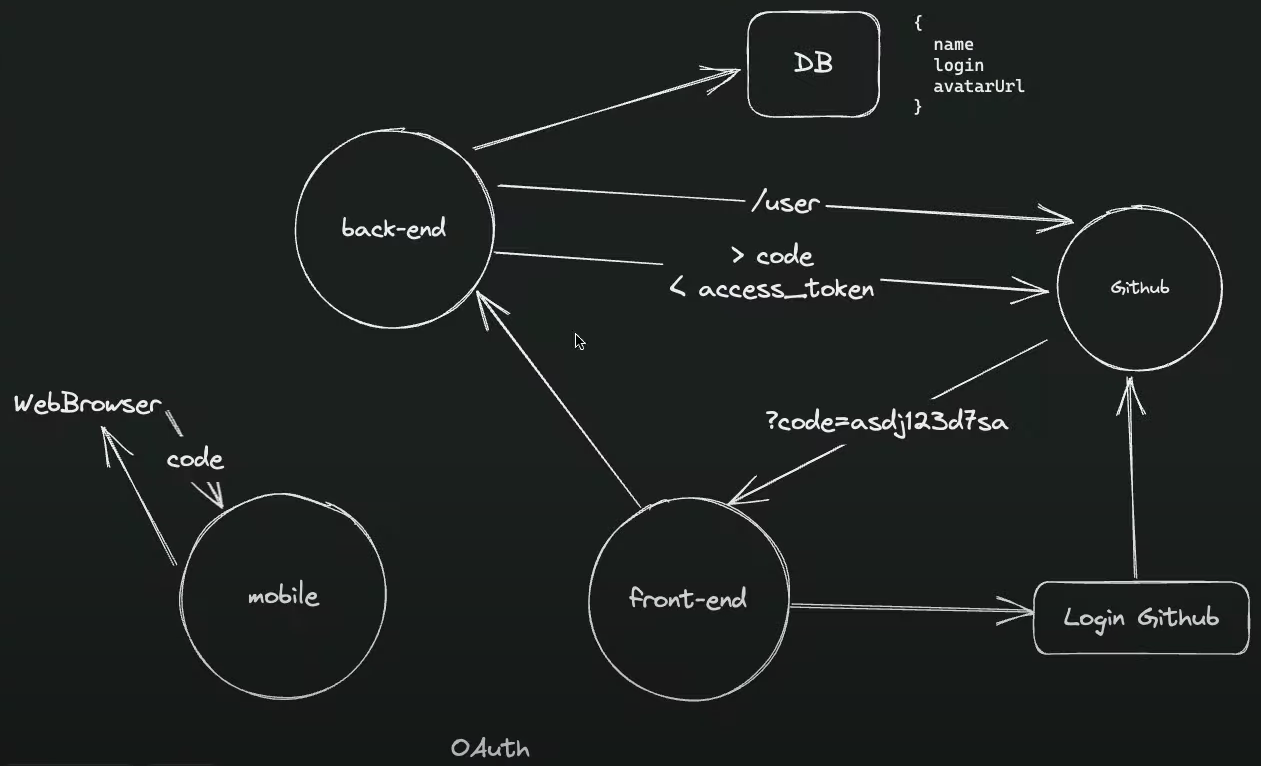 DB
{
name
login
avatarUrl
}
back-end
/user
> code
< access_token
Github
WebBrowser
code
?code=asdj123d7sa
mobile
front-end
Login Github
OAuth